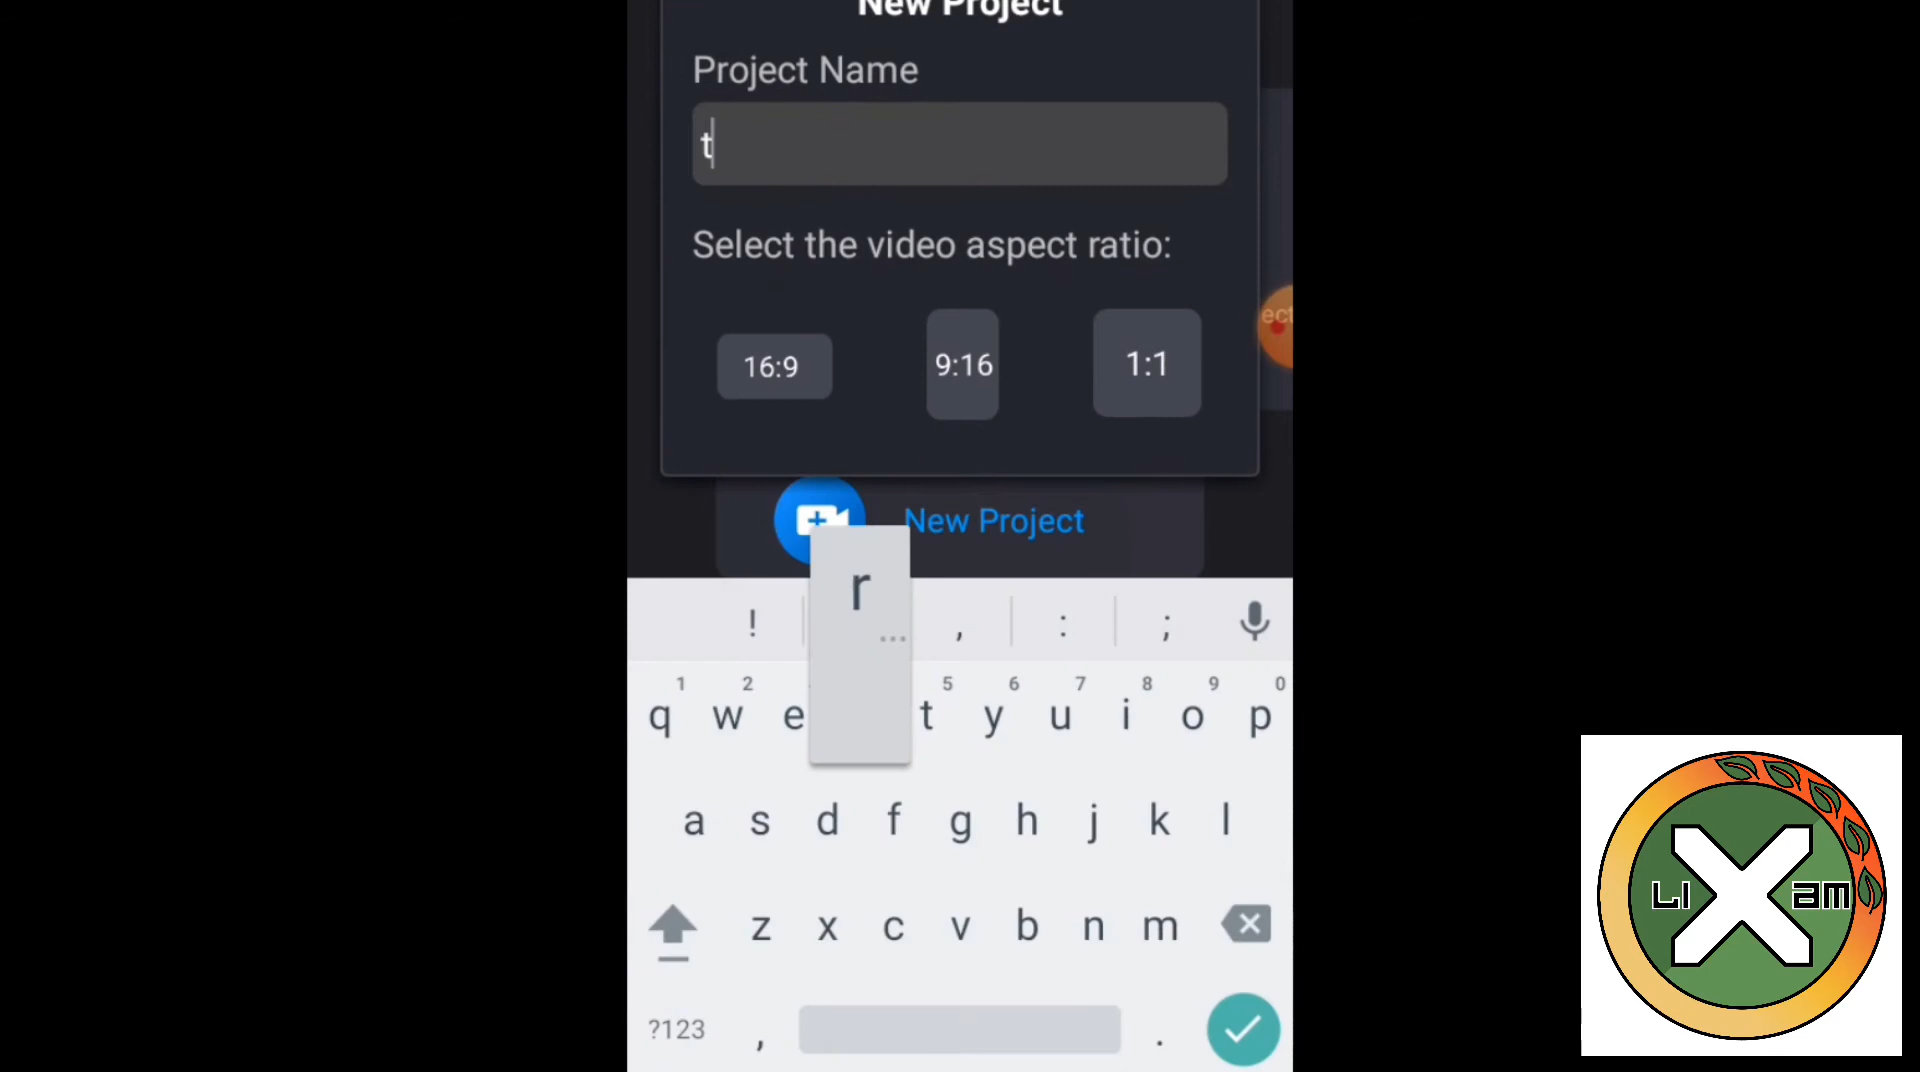 New Project
Project Name
t
Select the video aspect ratio:
16:9
9:16
1:1
ect
New Project
r
...
! , : ;
1 2 5 6 7 8 9 0
q w e t y u i o p
a s d f g h j k l
z x c v b n m
?123 , .
LI X am